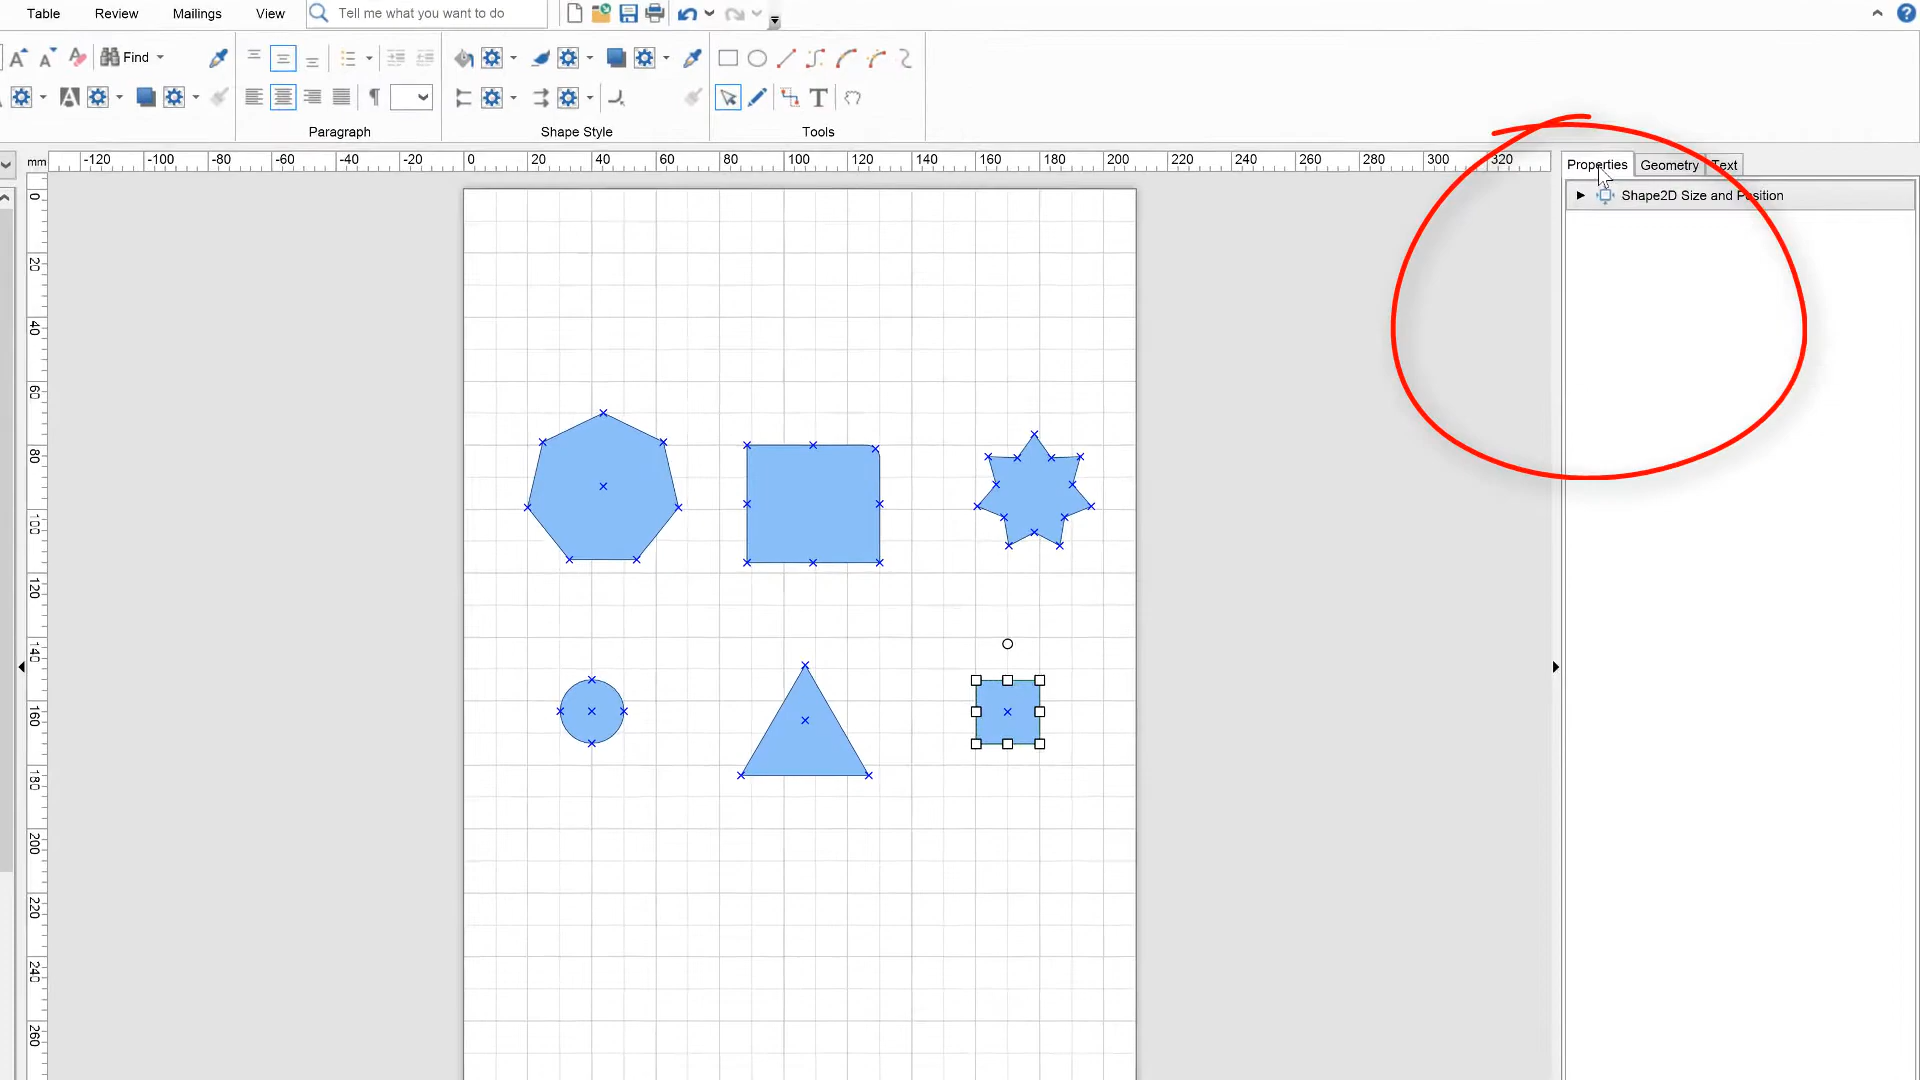 Table Review Mailings View Tell me what you want to do
Find
Paragraph Shape Style Tools
mm -120 -100 -80 -60 -40 -20 0 20 40 60 80 100 120 140 160 180 200 220 240 260 280 300 320
Properties Geometry Text
Shape2D Size and Position
0
20
40
60
80
100
120
140
160
180
200
220
240
260